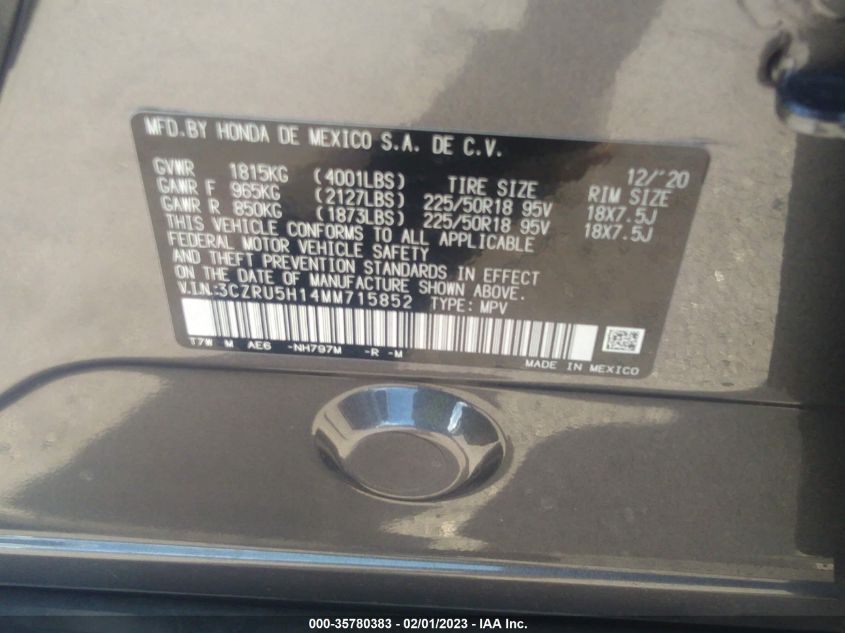 MFD.BY HONDA DE MEXICO S.A. DE C.V.
12/'20
GVWR 1815KG (4001LBS) TIRE SIZE RIM SIZE
GAWR F 965KG (2127LBS) 225/50R18 95V 18X7.5J
GAWR R 850KG (1873LBS) 225/50R18 95V 18X7.5J
THIS VEHICLE CONFORMS TO ALL APPLICABLE
FEDERAL MOTOR VEHICLE SAFETY
AND THEFT PREVENTION STANDARDS IN EFFECT
ON THE DATE OF MANUFACTURE SHOWN ABOVE.
V.I.N.:3CZRU5H14MM715852 TYPE: MPV
T7W M AE6 -NH797M -R -M
MADE IN MEXICO
000-35780383 - 02/01/2023 - IAA Inc.